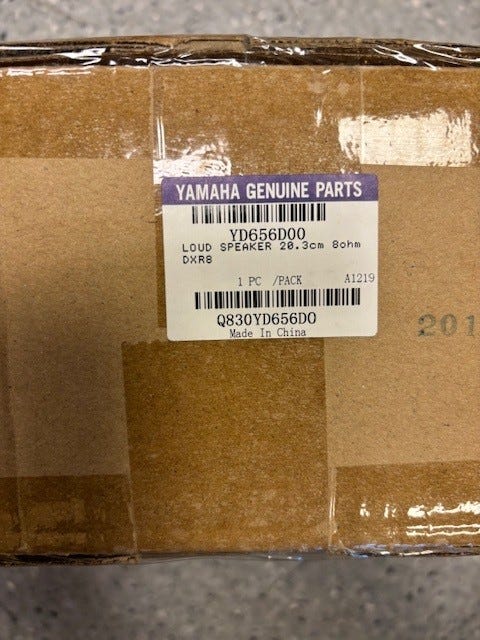 YAMAHA GENUINE PARTS
YD656D00
LOUD SPEAKER 20.3cm 8ohm
DXR8
1 PC /PACK A1219
Q830YD656D0
Made In China
201